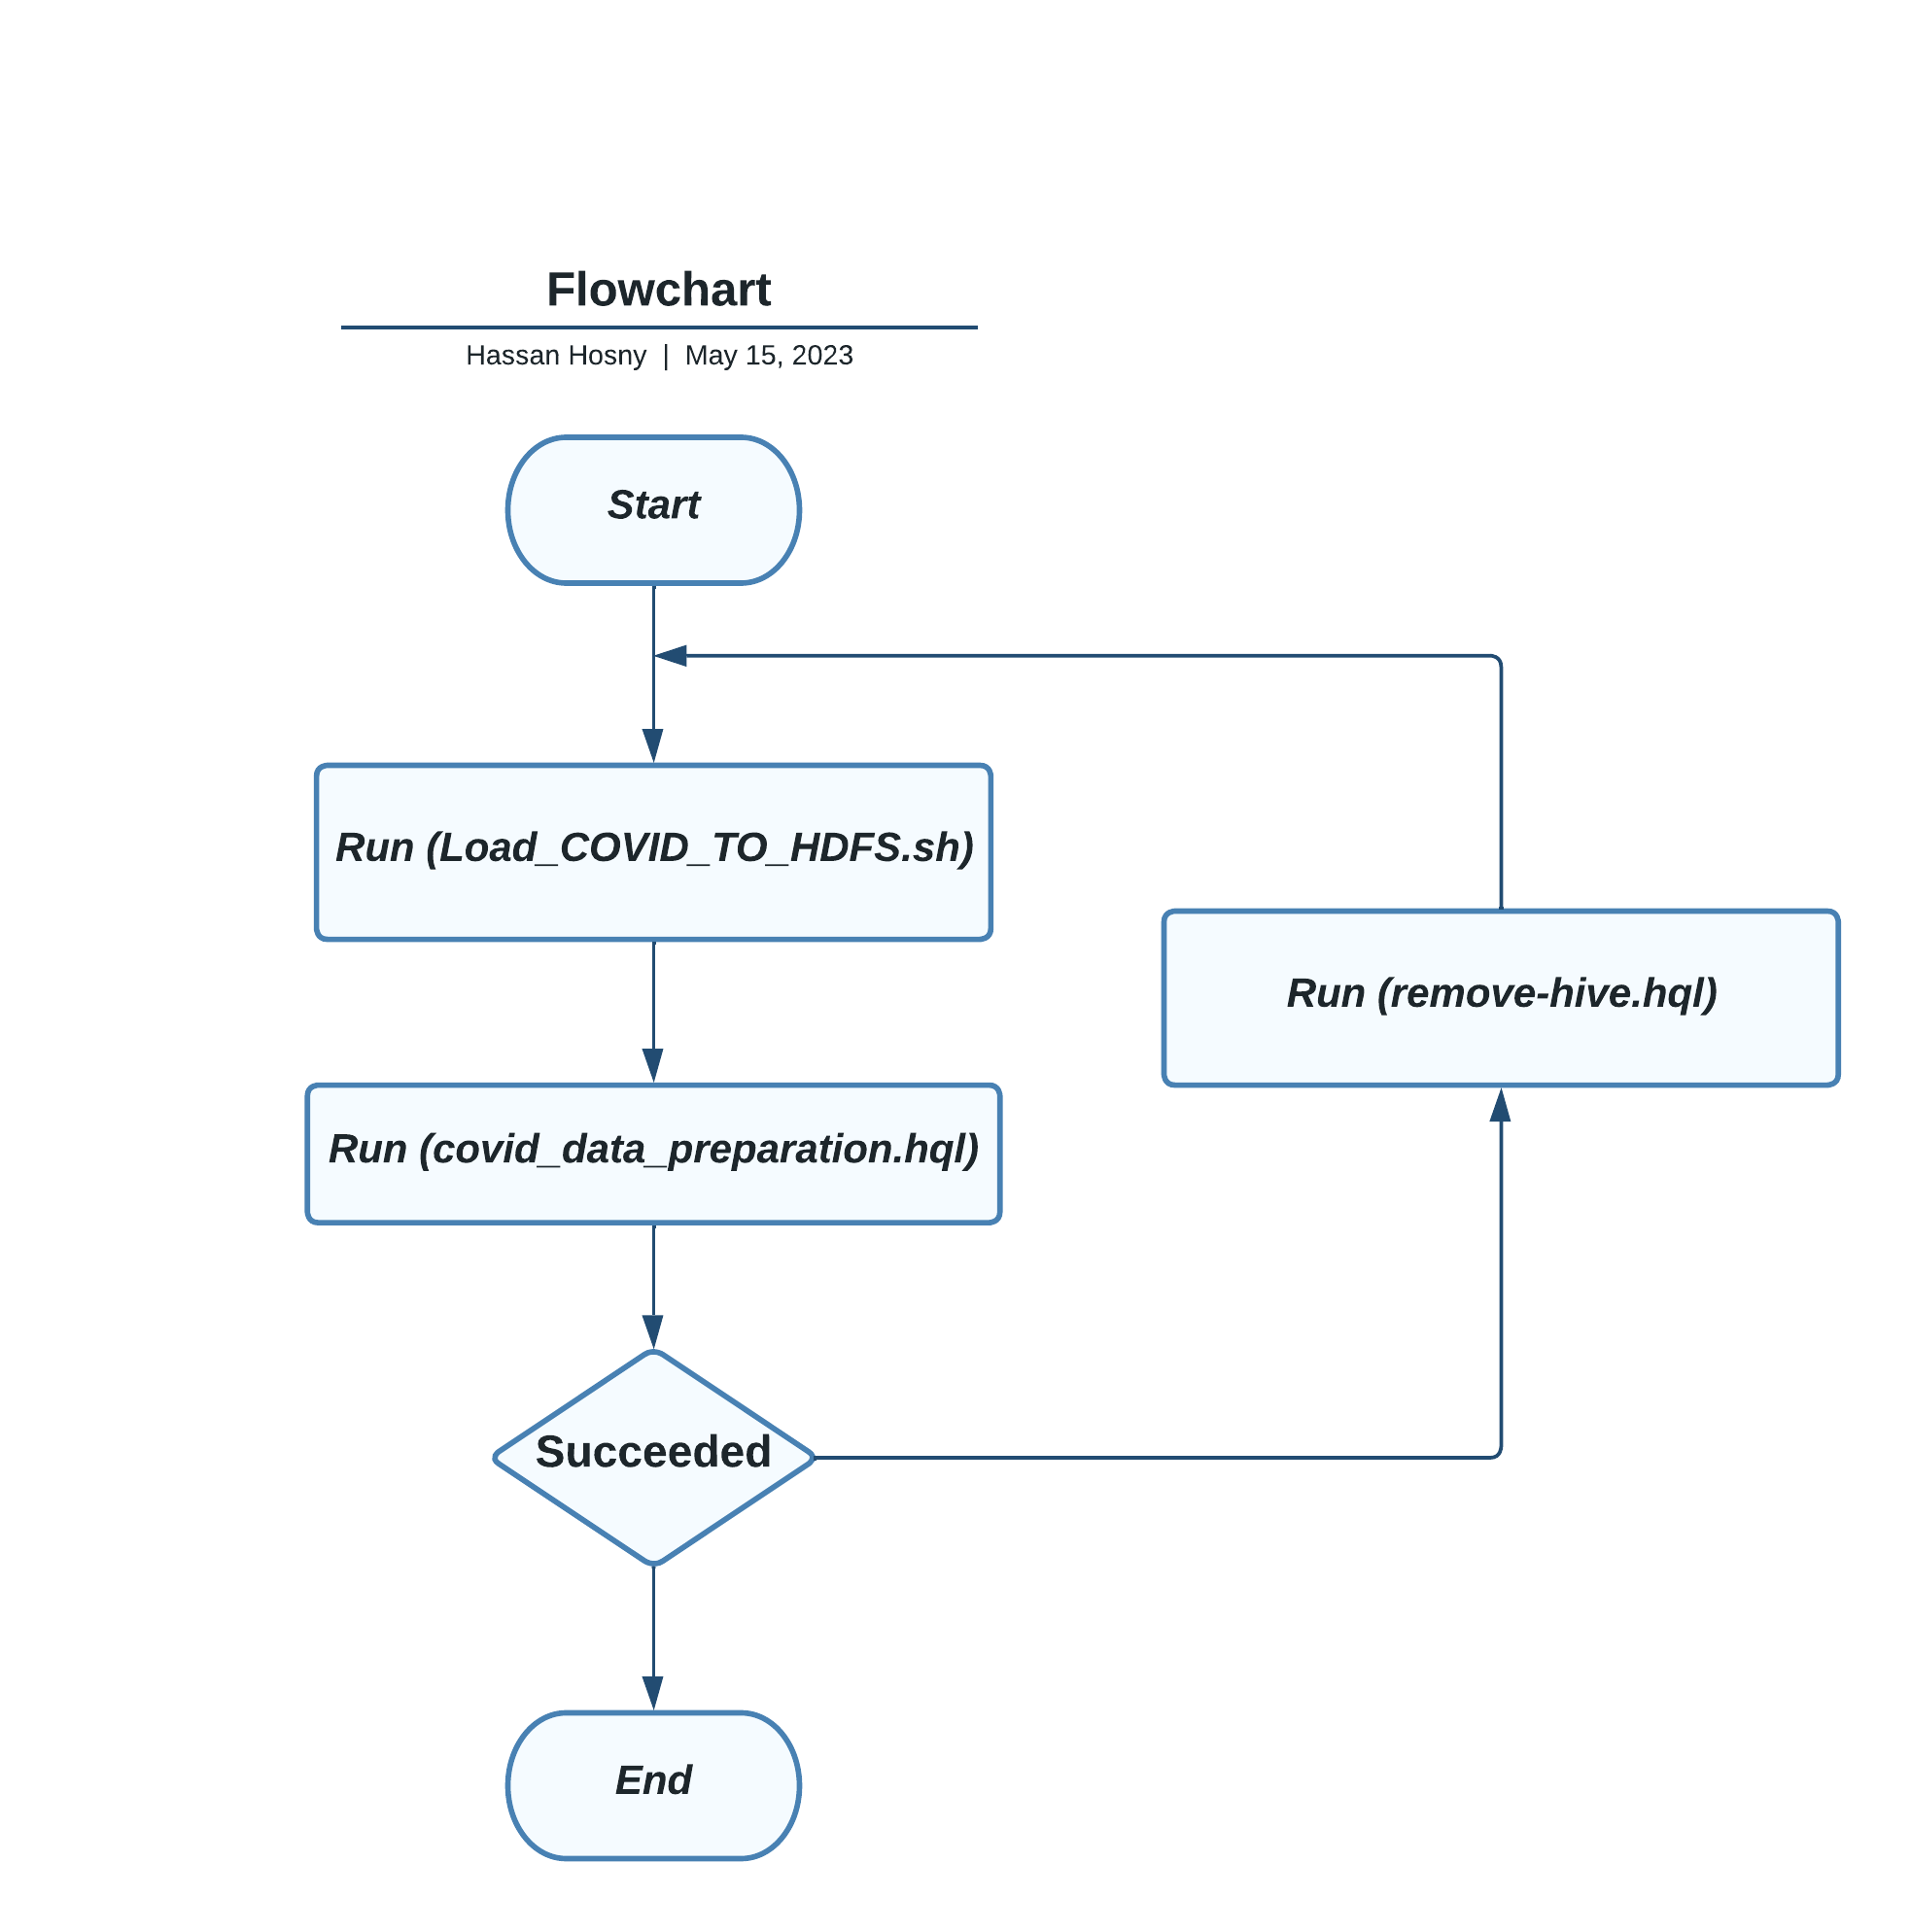 Flowchart
Hassan Hosny | May 15, 2023
Start
Run (Load_COVID_TO_HDFS.sh)
Run (remove-hive.hql)
Run (covid_data_preparation.hql)
Succeeded
End